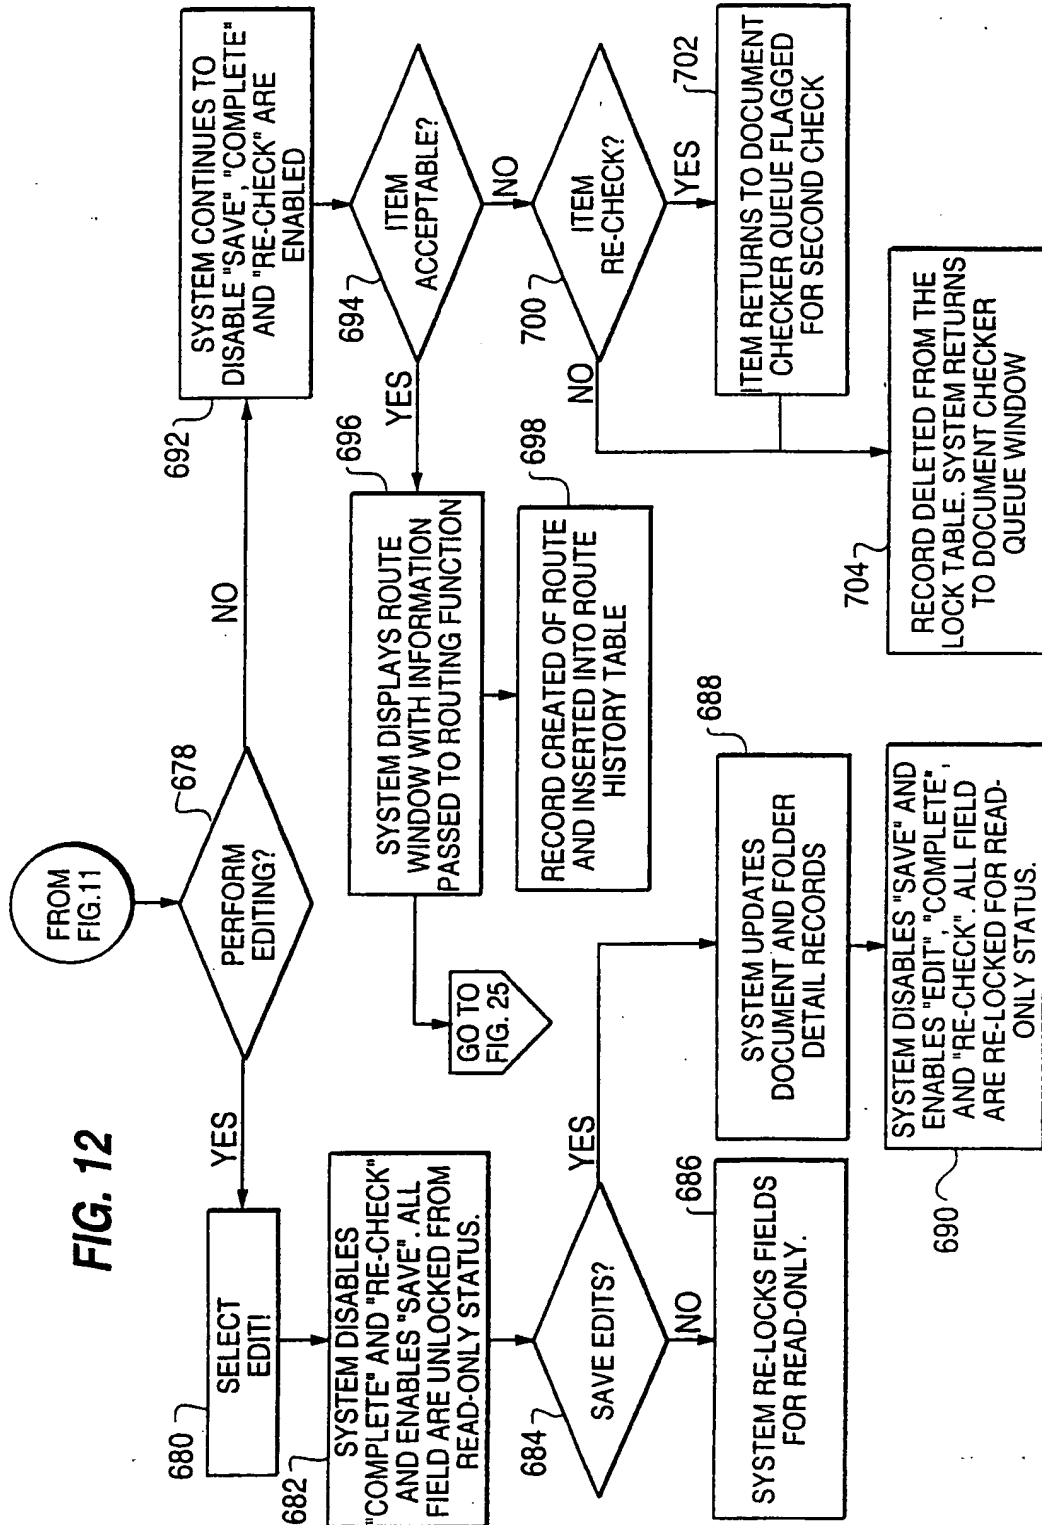 FIG. 12
FROM
FIG.11
678
PERFORM
EDITING?
YES
NO
680
SELECT
EDIT!
682
SYSTEM DISABLES
"COMPLETE" AND "RE-CHECK"
AND ENABLES "SAVE". ALL
FIELD ARE UNLOCKED FROM
READ-ONLY STATUS.
684
SAVE EDITS?
YES
NO
686
SYSTEM RE-LOCKS FIELDS
FOR READ-ONLY.
688
SYSTEM UPDATES
DOCUMENT AND FOLDER
DETAIL RECORDS
690
SYSTEM DISABLES "SAVE" AND
ENABLES "EDIT", "COMPLETE",
AND "RE-CHECK". ALL FIELD
ARE RE-LOCKED FOR READ-
ONLY STATUS.
692
SYSTEM CONTINUES TO
DISABLE "SAVE", "COMPLETE"
AND "RE-CHECK" ARE
ENABLED
694
ITEM
ACCEPTABLE?
YES
NO
696
SYSTEM DISPLAYS ROUTE
WINDOW WITH INFORMATION
PASSED TO ROUTING FUNCTION
GO TO
FIG. 25
698
RECORD CREATED OF ROUTE
AND INSERTED INTO ROUTE
HISTORY TABLE
700
ITEM
RE-CHECK?
NO
YES
702
ITEM RETURNS TO DOCUMENT
CHECKER QUEUE FLAGGED
FOR SECOND CHECK
704
RECORD DELETED FROM THE
LOCK TABLE. SYSTEM RETURNS
TO DOCUMENT CHECKER
QUEUE WINDOW